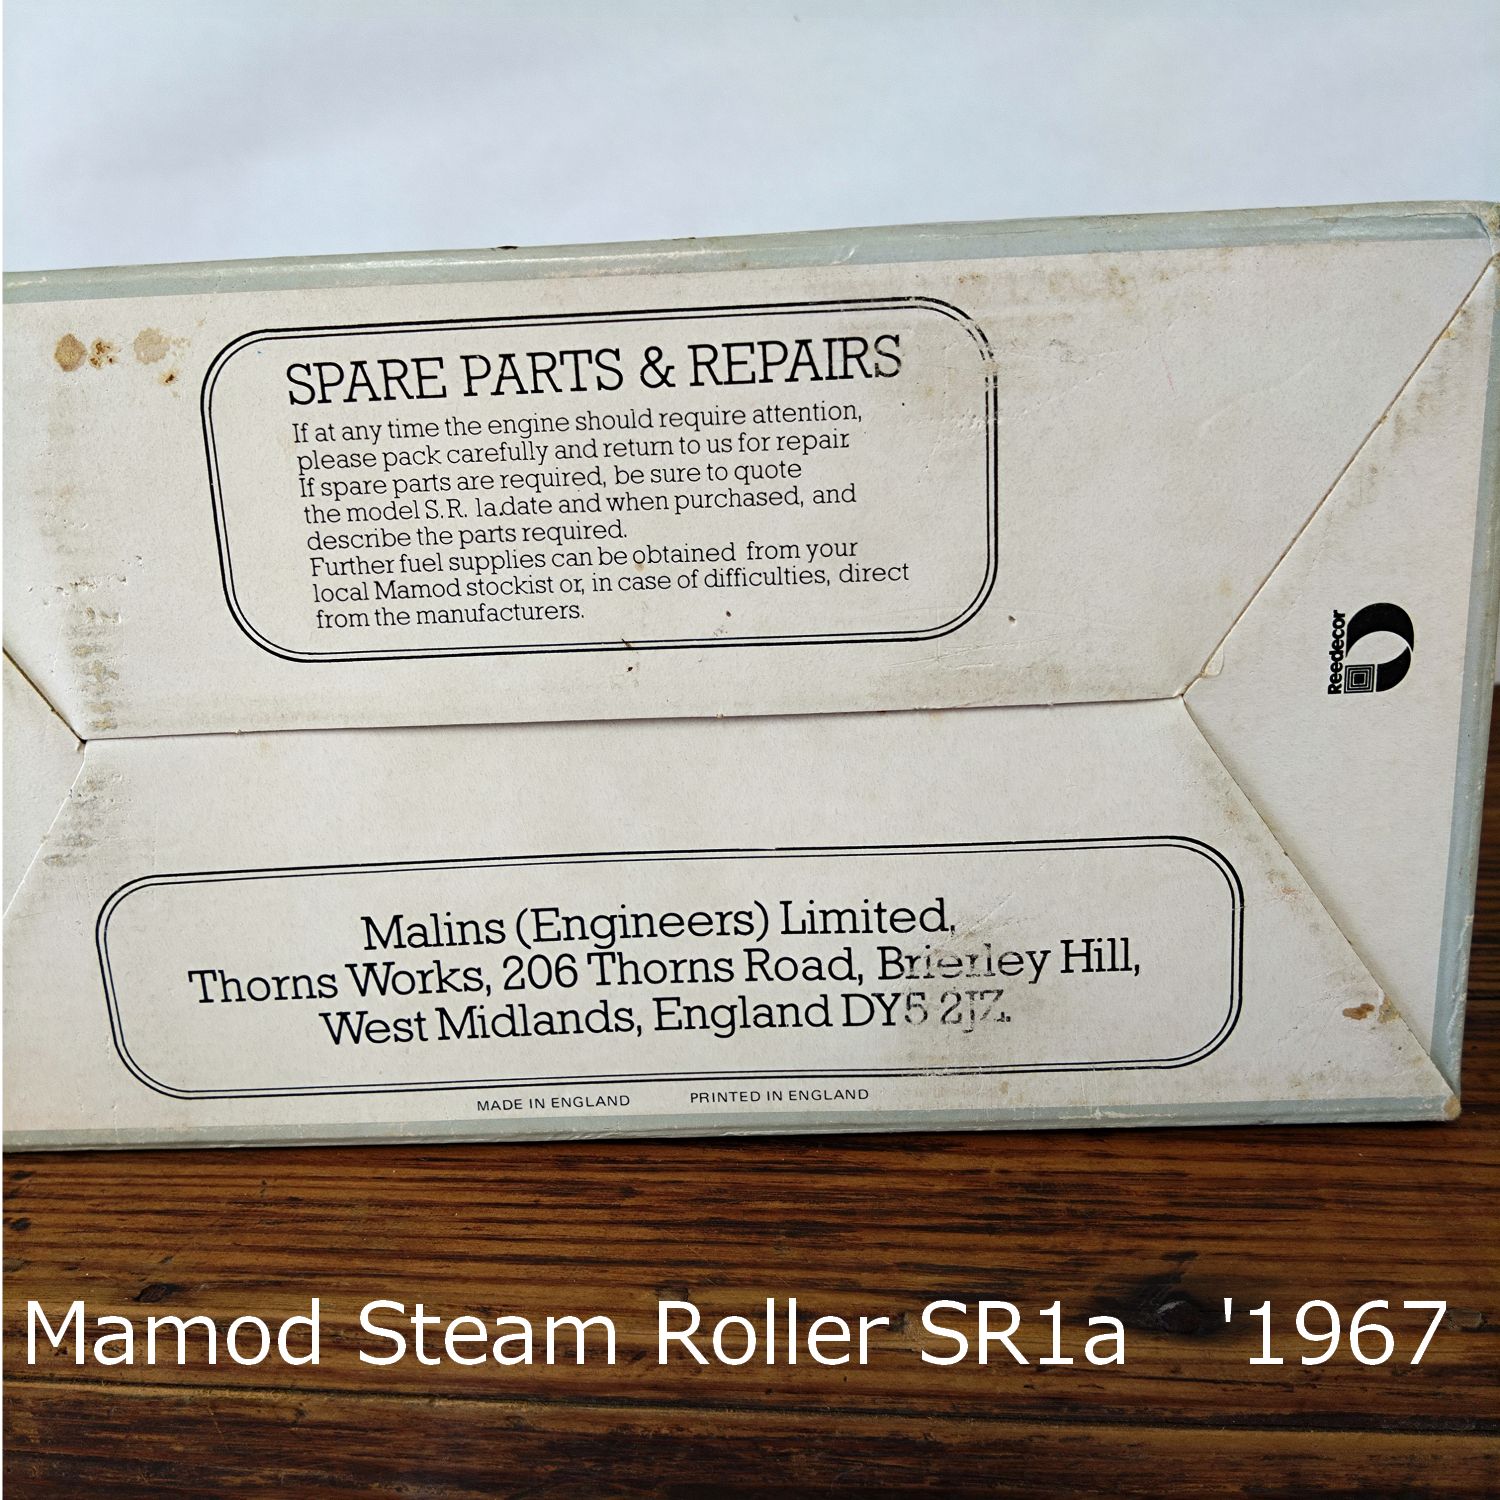 SPARE PARTS & REPAIRS
If at any time the engine should require attention,
please pack carefully and return to us for repair.
If spare parts are required, be sure to quote
the model S.R. 1a.date and when purchased, and
describe the parts required.
Further fuel supplies can be obtained from your
local Mamod stockist or, in case of difficulties, direct
from the manufacturers.
Reedecor
Malins (Engineers) Limited,
Thorns Works, 206 Thorns Road, Brierley Hill,
West Midlands, England DY5 2JZ.
MADE IN ENGLAND PRINTED IN ENGLAND
Mamod Steam Roller SR1a '1967